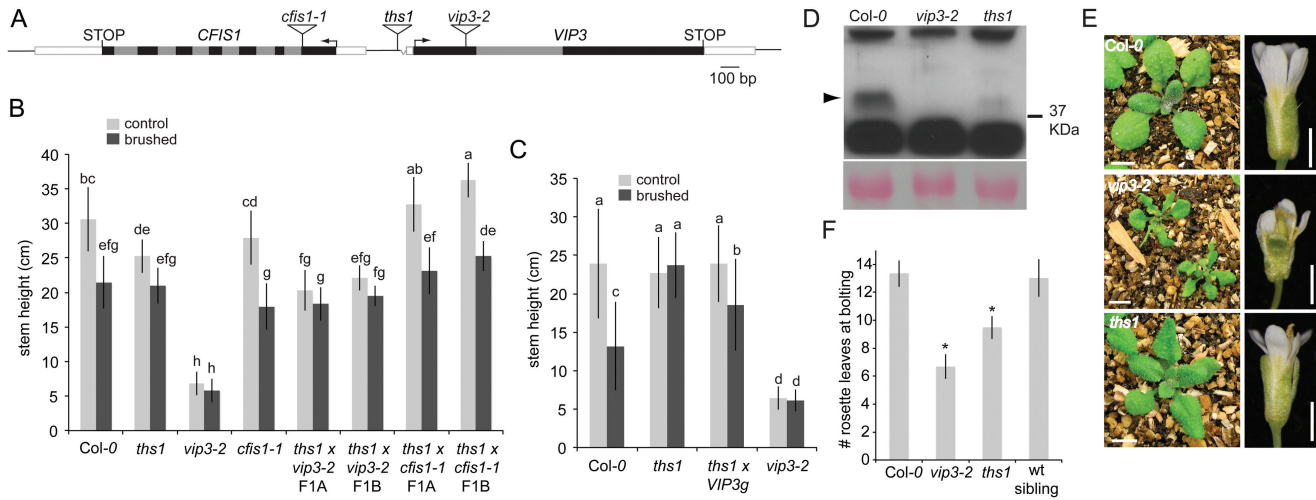 A
STOP
CFIS1
cfis1-1
ths1
vip3-2
VIP3
STOP
100 bp
B
control
brushed
stem height (cm)
40
35
30
25
20
15
10
5
0
bc
efg
de
efg
h
h
cd
g
fg
g
efg
fg
ab
ef
a
c
Col-0
ths1
vip3-2
cfis1-1
ths1 x
vip3-2
F1A
ths1 x
vip3-2
F1B
ths1 x
cfis1-1
F1A
ths1 x
cfis1-1
F1B
C
control
brushed
stem height (cm)
35
30
25
20
15
10
5
0
a
c
a
a
a
b
d
d
Col-0
ths1
ths1 x
VIP3g
vip3-2
D
Col-0
vip3-2
ths1
37
KDa
E
Col-0
vip3-2
ths1
F
# rosette leaves at bolting
14
12
10
8
6
4
2
0
*
*
Col-0
vip3-2
ths1
wt
sibling